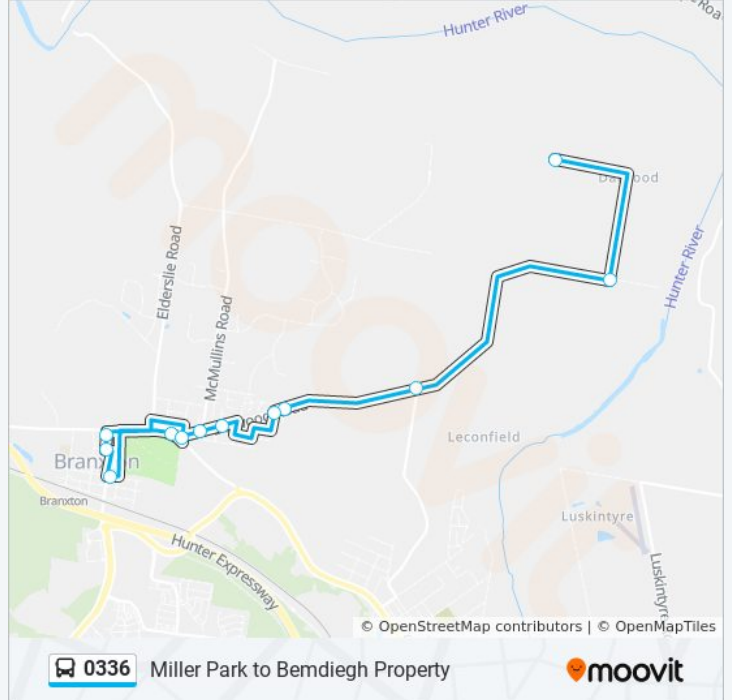 Hunter River
Elderslie Road
McMullins Road
Hunter River
Leconfield
Branxton
Branxton
Luskintyre
Hunter Expressway
© OpenStreetMap contributors | © OpenMapTiles
0336 Miller Park to Bemdiegh Property
moovit